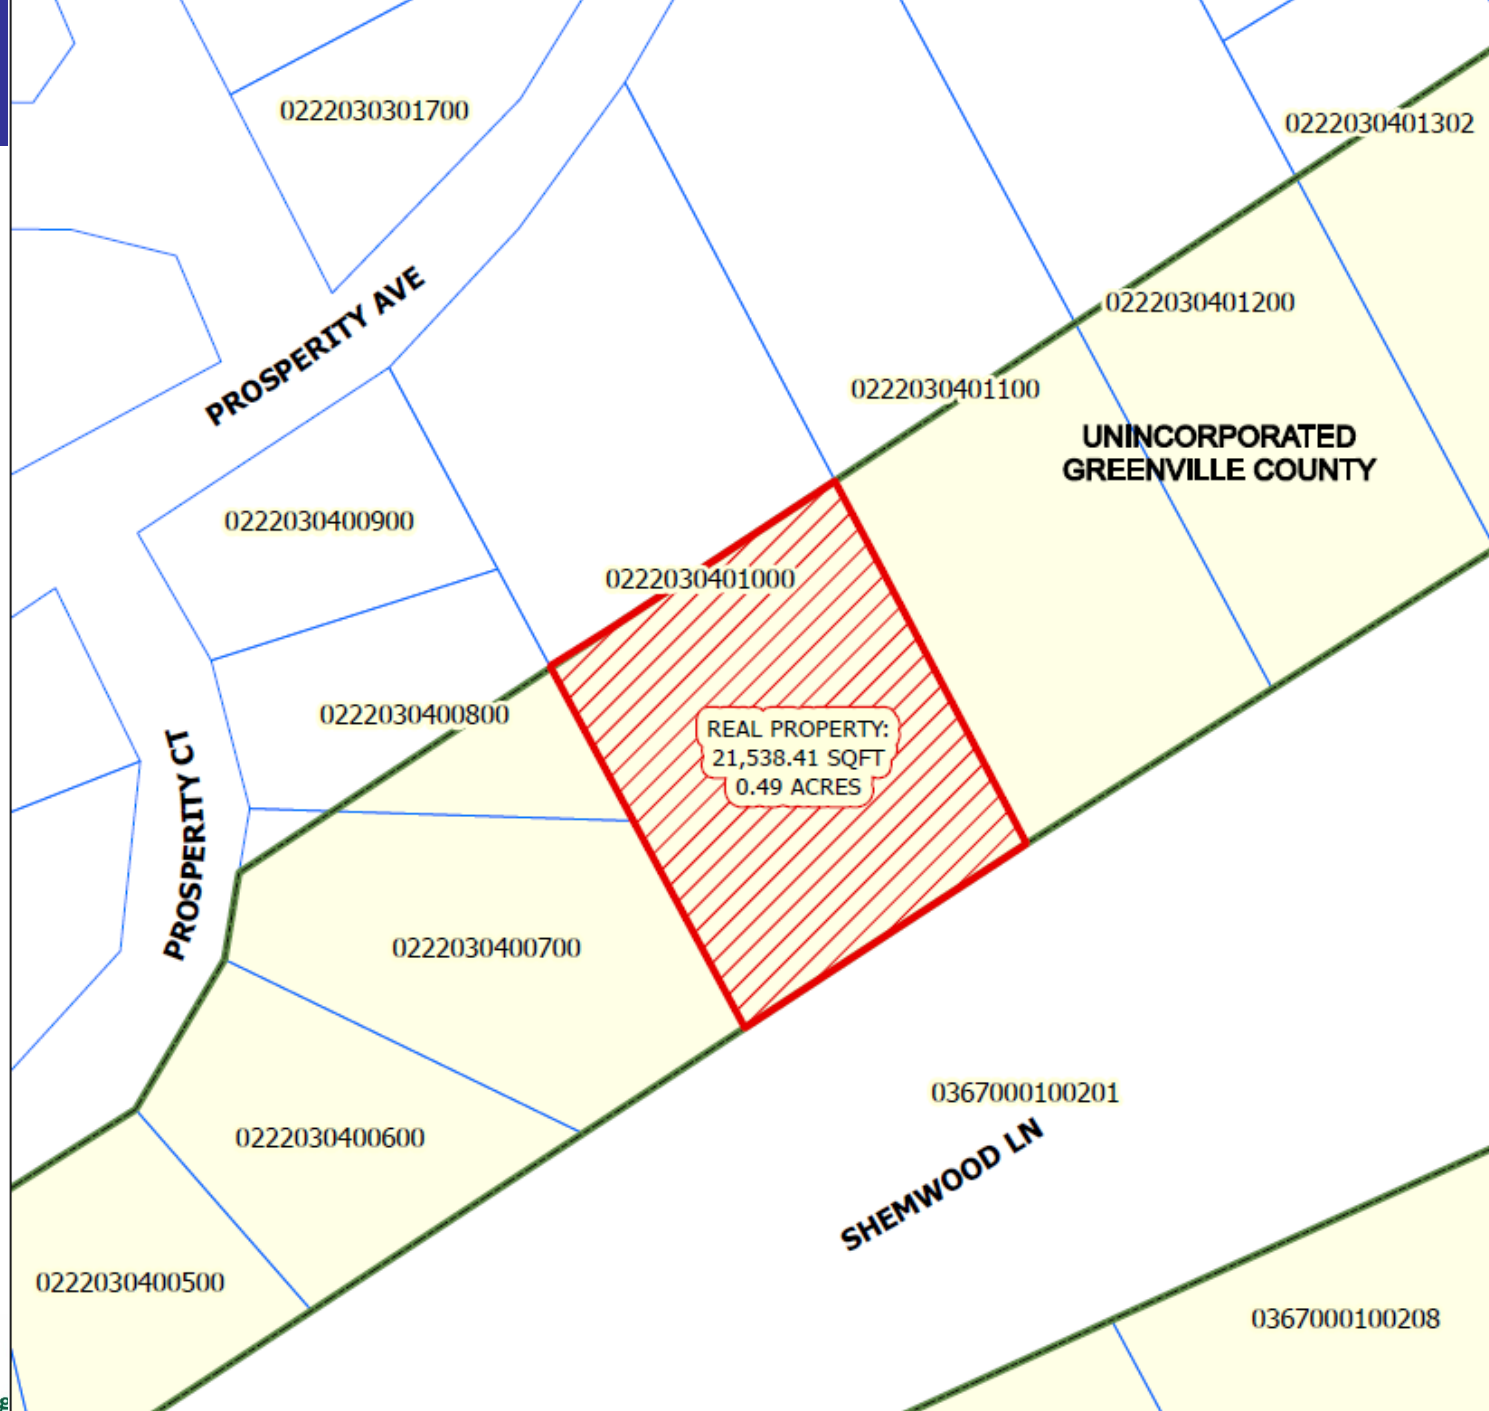 0222030301700
0222030401302
PROSPERITY AVE
0222030401200
0222030401100
UNINCORPORATED
GREENVILLE COUNTY
0222030400900
0222030401000
0222030400800
REAL PROPERTY:
21,538.41 SQFT
0.49 ACRES
PROSPERITY CT
0222030400700
0367000100201
0222030400600
SHEMWOOD LN
0222030400500
0367000100208